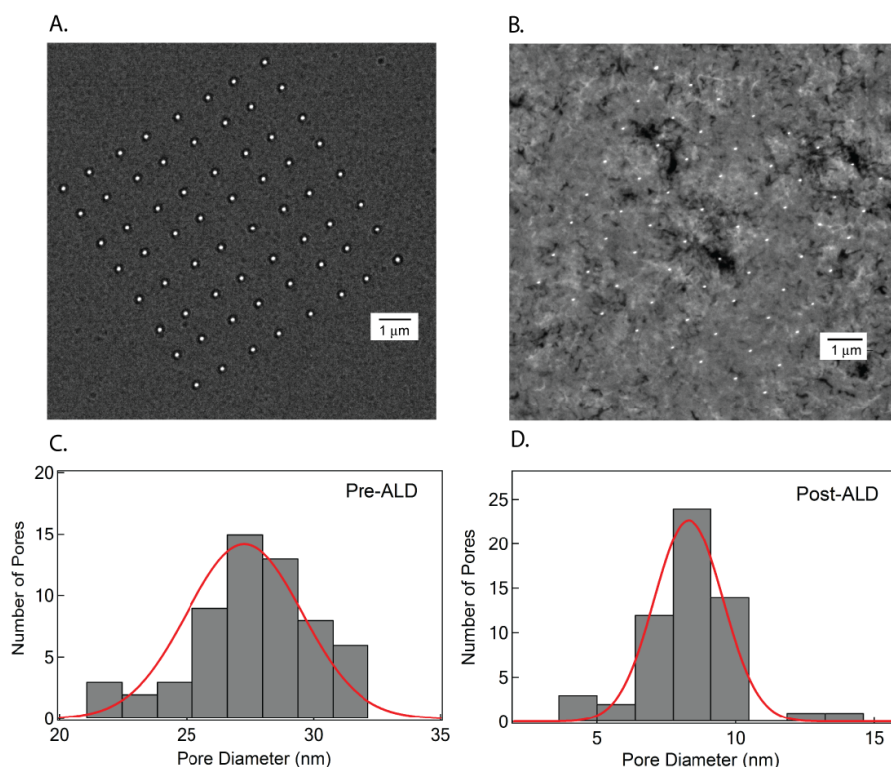 A.
B.
1 μm
1 μm
C.
D.
20
15
10
5
0
Number of Pores
Pre-ALD
20
25
30
35
Pore Diameter (nm)
25
20
15
10
5
0
Number of Pores
Post-ALD
5
10
15
Pore Diameter (nm)